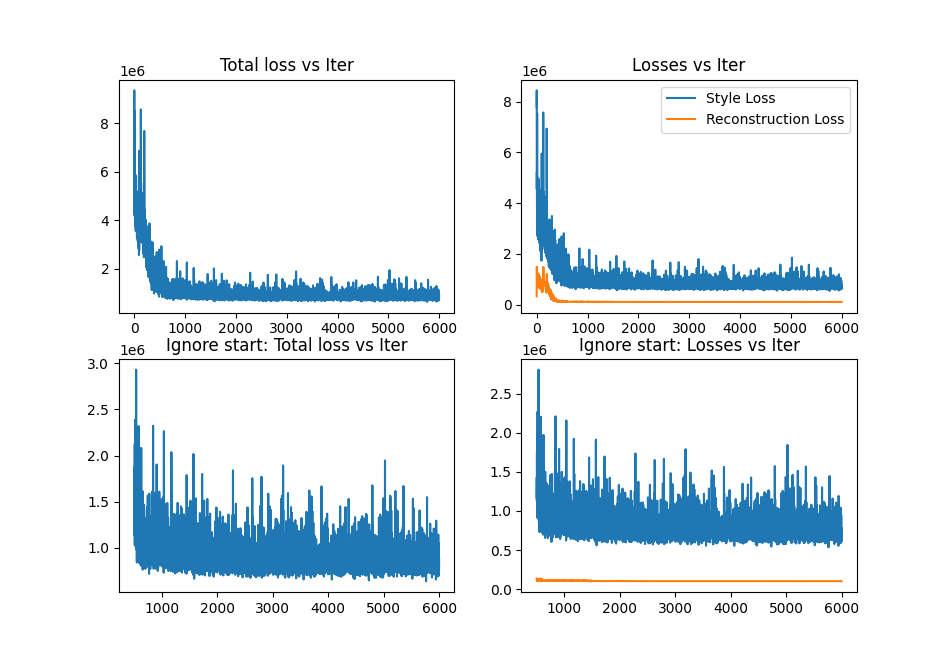 Total loss vs Iter
1e6
8
6
4
2
0 1000 2000 3000 4000 5000 6000
Losses vs Iter
1e6
Style Loss
Reconstruction Loss
8
6
4
2
0
0 1000 2000 3000 4000 5000 6000
Ignore start: Total loss vs Iter
1e6
3.0
2.5
2.0
1.5
1.0
1000 2000 3000 4000 5000 6000
Ignore start: Losses vs Iter
1e6
2.5
2.0
1.5
1.0
0.5
0.0
1000 2000 3000 4000 5000 6000